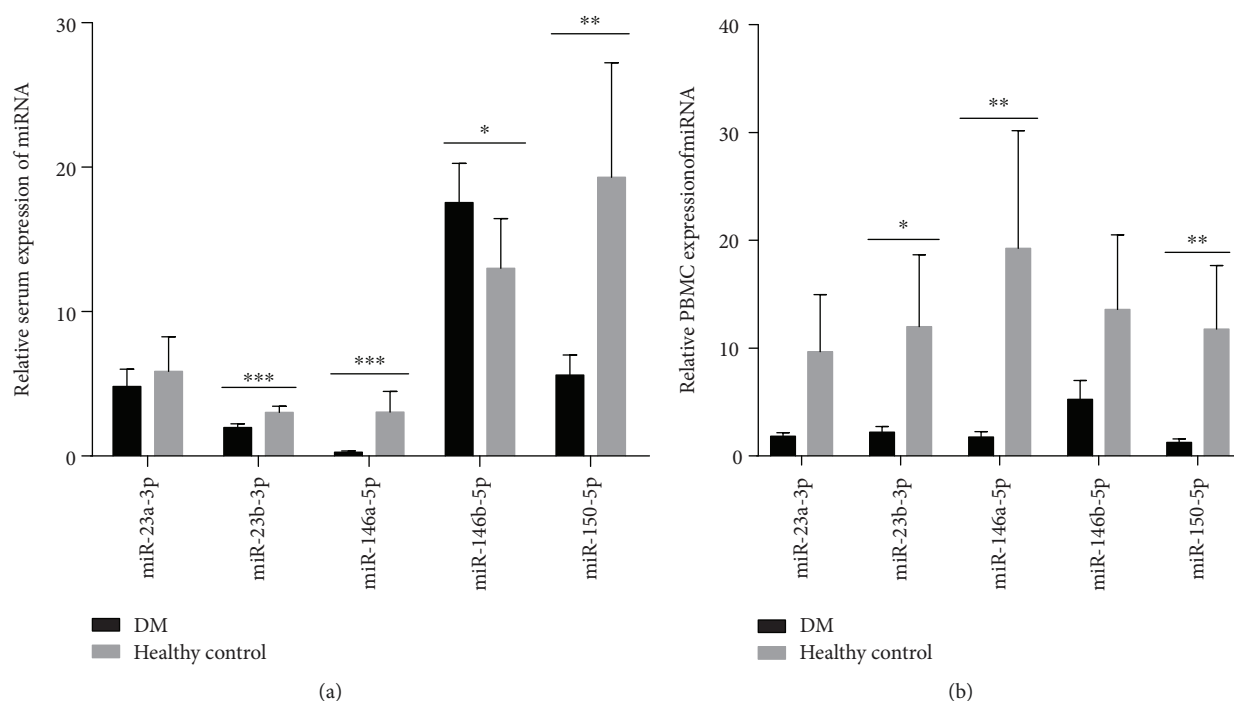 Relative serum expression of miRNA
30
20
10
0
***
***
*
**
miR-23a-3p
miR-23b-3p
miR-146a-5p
miR-146b-5p
miR-150-5p
DM
Healthy control
(a)
Relative PBMC expressionofmiRNA
40
30
20
10
0
*
**
**
miR-23a-3p
miR-23b-3p
miR-146a-5p
miR-146b-5p
miR-150-5p
DM
Healthy control
(b)